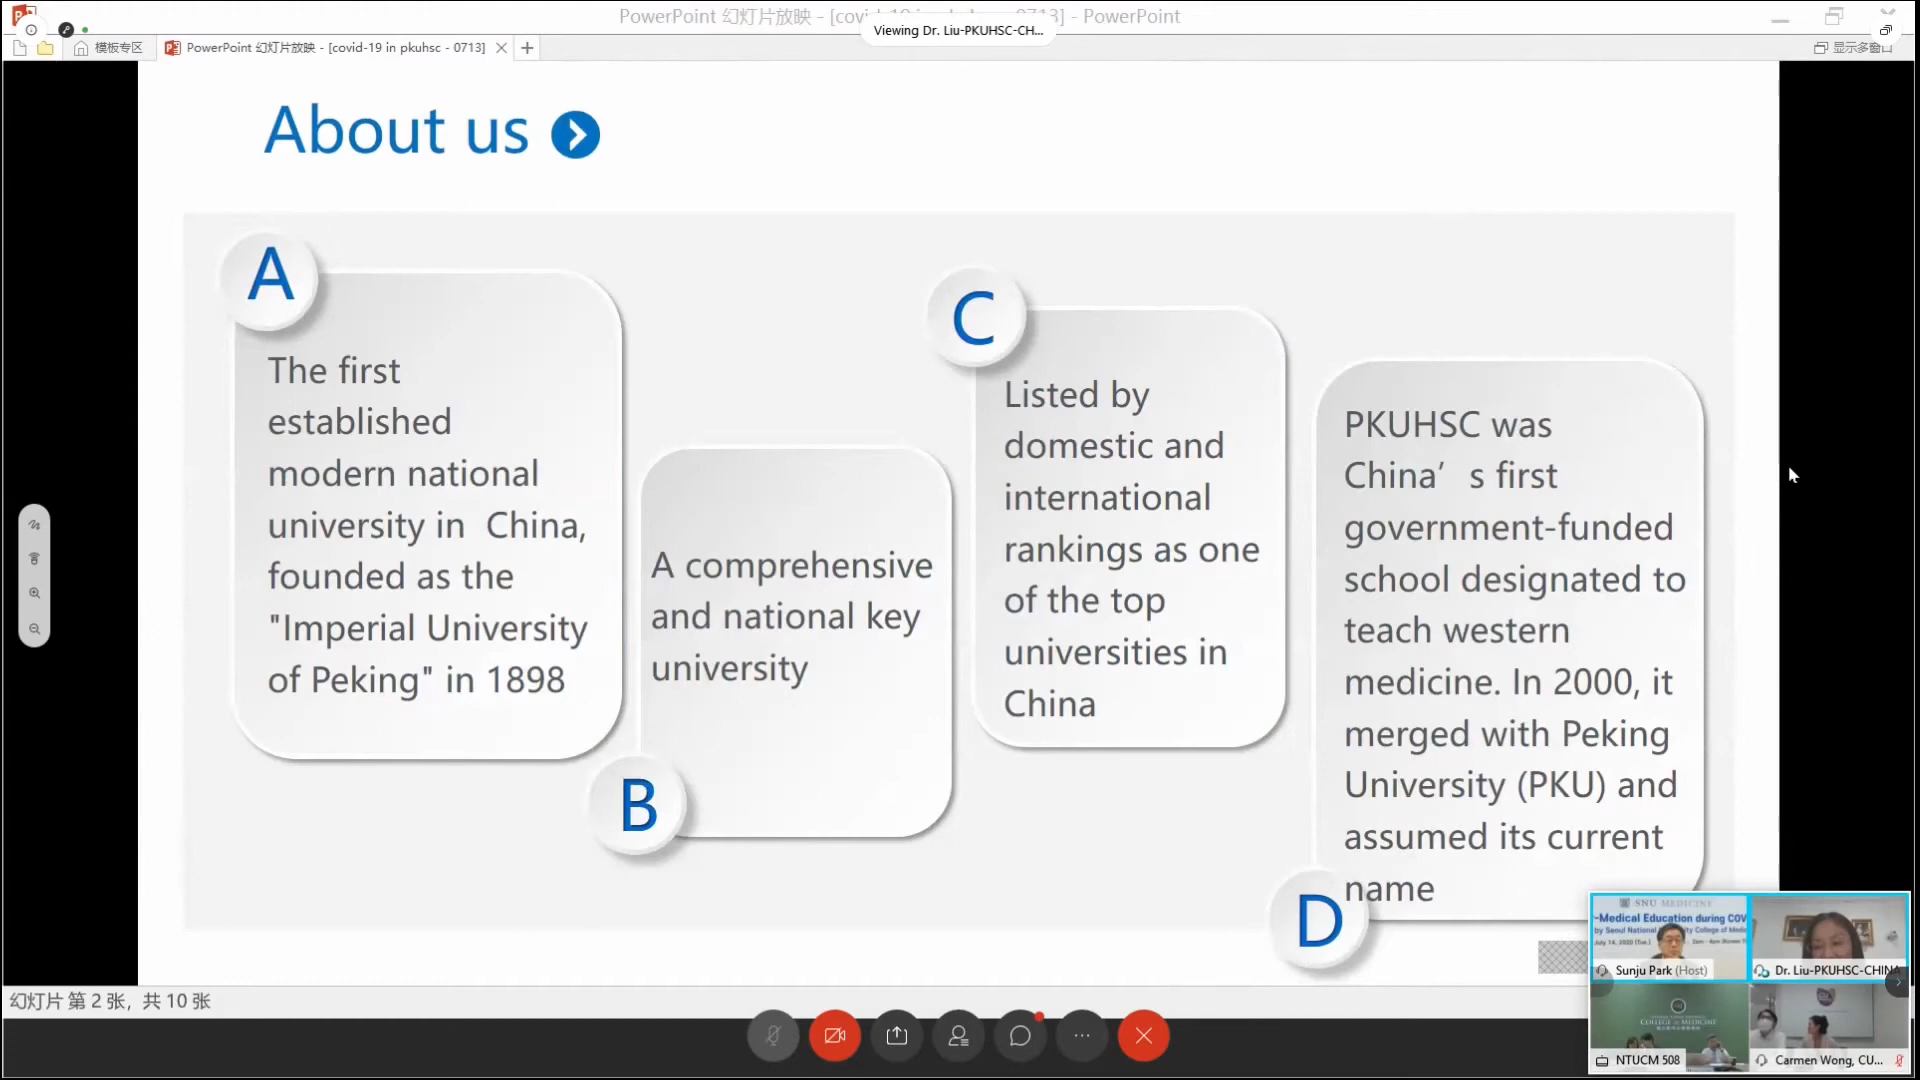 PowerPoint 幻灯片放映 - [covid-19 in pkuhsc - 0713] - PowerPoint
Viewing Dr. Liu-PKUHSC-CH...
模板专区
PowerPoint 幻灯片放映 - [covid-19 in pkuhsc - 0713]
显示多窗口
About us
A
The first
established
modern national
university in China,
founded as the
"Imperial University
of Peking" in 1898
B
A comprehensive
and national key
university
C
Listed by
domestic and
international
rankings as one
of the top
universities in
China
D
PKUHSC was
China’s first
government-funded
school designated to
teach western
medicine. In 2000, it
merged with Peking
University (PKU) and
assumed its current
name
SNU MEDICINE
-Medical Education during COV
by Seoul National University College of Medi
July 14, 2020 (Tue.)
Sunju Park (Host)
Dr. Liu-PKUHSC-CHINA
COLLEGE of MEDICINE
NTUCM 508
Carmen Wong, CU...
幻灯片 第 2 张，共 10 张